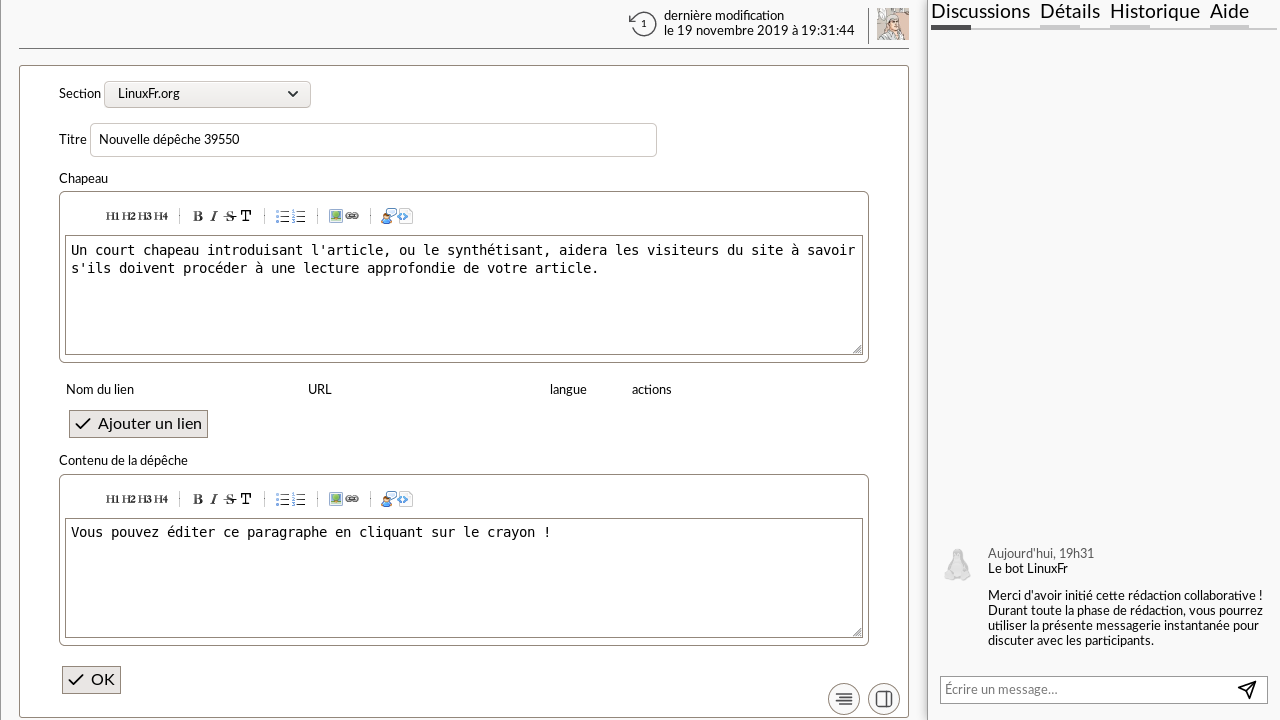 1
dernière modification
le 19 novembre 2019 à 19:31:44
Section LinuxFr.org
Titre Nouvelle dépêche 39550
Chapeau
H1 H2 H3 H4 B I S T
Un court chapeau introduisant l'article, ou le synthétisant, aidera les visiteurs du site à savoir
s'ils doivent procéder à une lecture approfondie de votre article.
Nom du lien URL langue actions
Ajouter un lien
Contenu de la dépêche
H1 H2 H3 H4 B I S T
Vous pouvez éditer ce paragraphe en cliquant sur le crayon !
OK
Discussions Détails Historique Aide
Aujourd'hui, 19h31
Le bot LinuxFr
Merci d'avoir initié cette rédaction collaborative !
Durant toute la phase de rédaction, vous pourrez
utiliser la présente messagerie instantanée pour
discuter avec les participants.
Écrire un message…